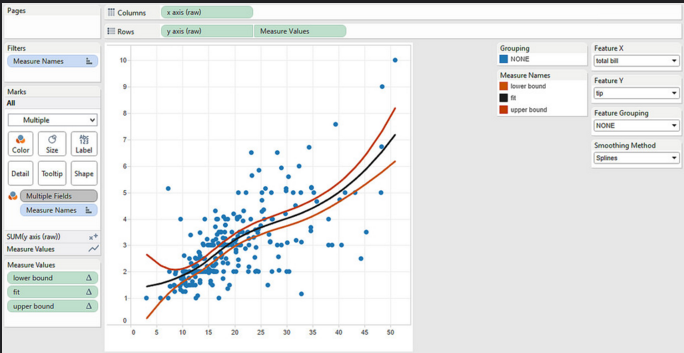 Pages
Columns
x axis (raw)
Rows
y axis (raw)
Measure Values
Filters
Measure Names
Marks
All
Multiple
Color
Size
Label
Detail
Tooltip
Shape
Multiple Fields
Measure Names
SUM(y axis (raw))
Measure Values
Measure Values
lower bound Δ
fit Δ
upper bound Δ
10
9
8
7
6
5
4
3
2
1
0
0 5 10 15 20 25 30 35 40 45 50
Grouping
NONE
Measure Names
lower bound
fit
upper bound
Feature X
total bill
Feature Y
tip
Feature Grouping
NONE
Smoothing Method
Splines